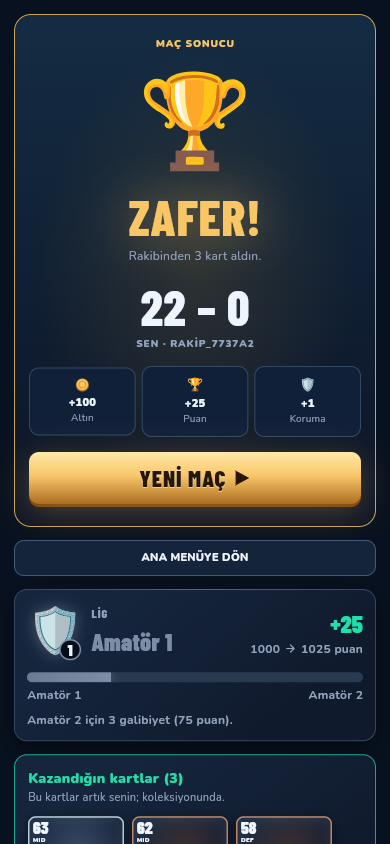 MAÇ SONUCU
ZAFER!
Rakibinden 3 kart aldın.
22 – 0
SEN · RAKİP_7737A2
+100
Altın
+25
Puan
+1
Koruma
YENİ MAÇ ▶
ANA MENÜYE DÖN
LİG
1
Amatör 1
+25
1000 → 1025 puan
Amatör 1
Amatör 2
Amatör 2 için 3 galibiyet (75 puan).
Kazandığın kartlar (3)
Bu kartlar artık senin; koleksiyonunda.
63
MID
62
MID
58
DEF